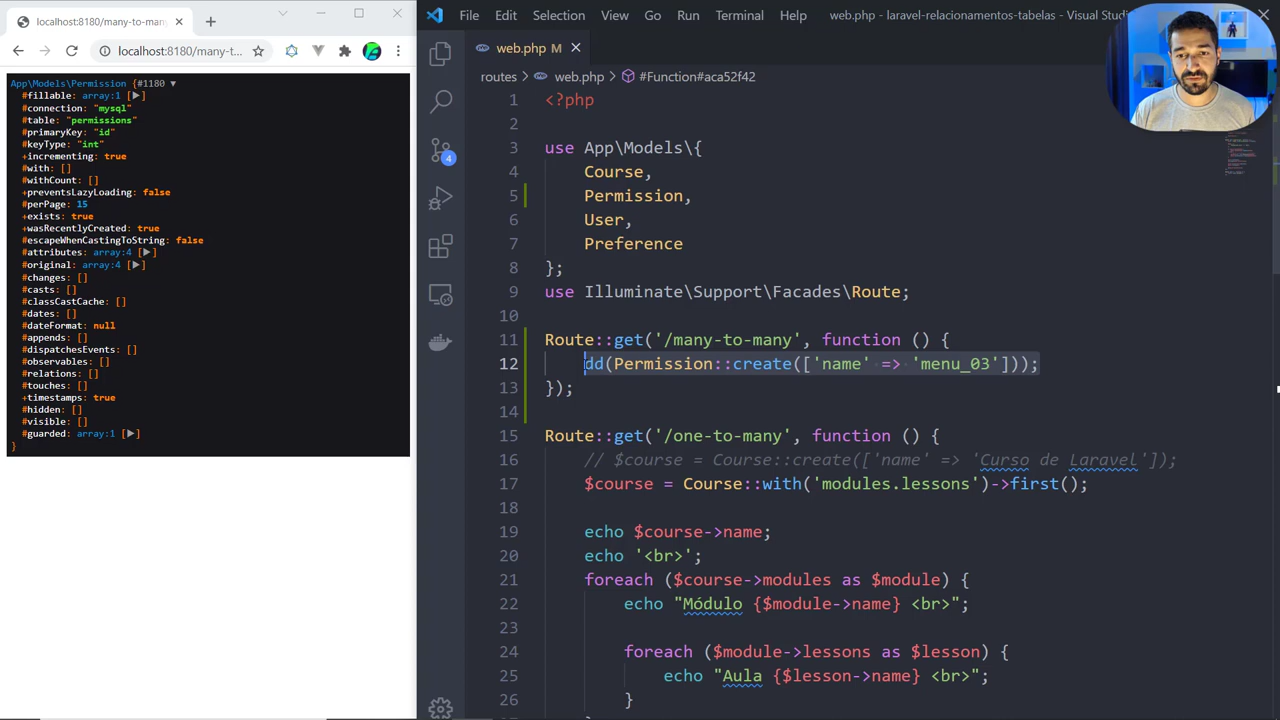 localhost:8180/many-to-man
localhost:8180/many-t...
App\Models\Permission {#1180 ▼
#fillable: array:1 [▶]
#connection: "mysql"
#table: "permissions"
#primaryKey: "id"
#keyType: "int"
+incrementing: true
#with: []
#withCount: []
+preventsLazyLoading: false
#perPage: 15
+exists: true
+wasRecentlyCreated: true
#escapeWhenCastingToString: false
#attributes: array:4 [▶]
#original: array:4 [▶]
#changes: []
#casts: []
#classCastCache: []
#dates: []
#dateFormat: null
#appends: []
#dispatchesEvents: []
#observables: []
#relations: []
#touches: []
+timestamps: true
#hidden: []
#visible: []
#guarded: array:1 [▶]
}
File Edit Selection View Go Run Terminal Help web.php - laravel-relacionamentos-tabelas - Visual Studi
web.php M
routes > web.php > #Function#aca52f42
4
1 <?php
2
3 use App\Models\{
4 Course,
5 Permission,
6 User,
7 Preference
8 };
9 use Illuminate\Support\Facades\Route;
10
11 Route::get('/many-to-many', function () {
12 dd(Permission::create(['name' => 'menu_03']));
13 });
14
15 Route::get('/one-to-many', function () {
16 // $course = Course::create(['name' => 'Curso de Laravel']);
17 $course = Course::with('modules.lessons')->first();
18
19 echo $course->name;
20 echo '<br>';
21 foreach ($course->modules as $module) {
22 echo "Módulo {$module->name} <br>";
23
24 foreach ($module->lessons as $lesson) {
25 echo "Aula {$lesson->name} <br>";
26 }